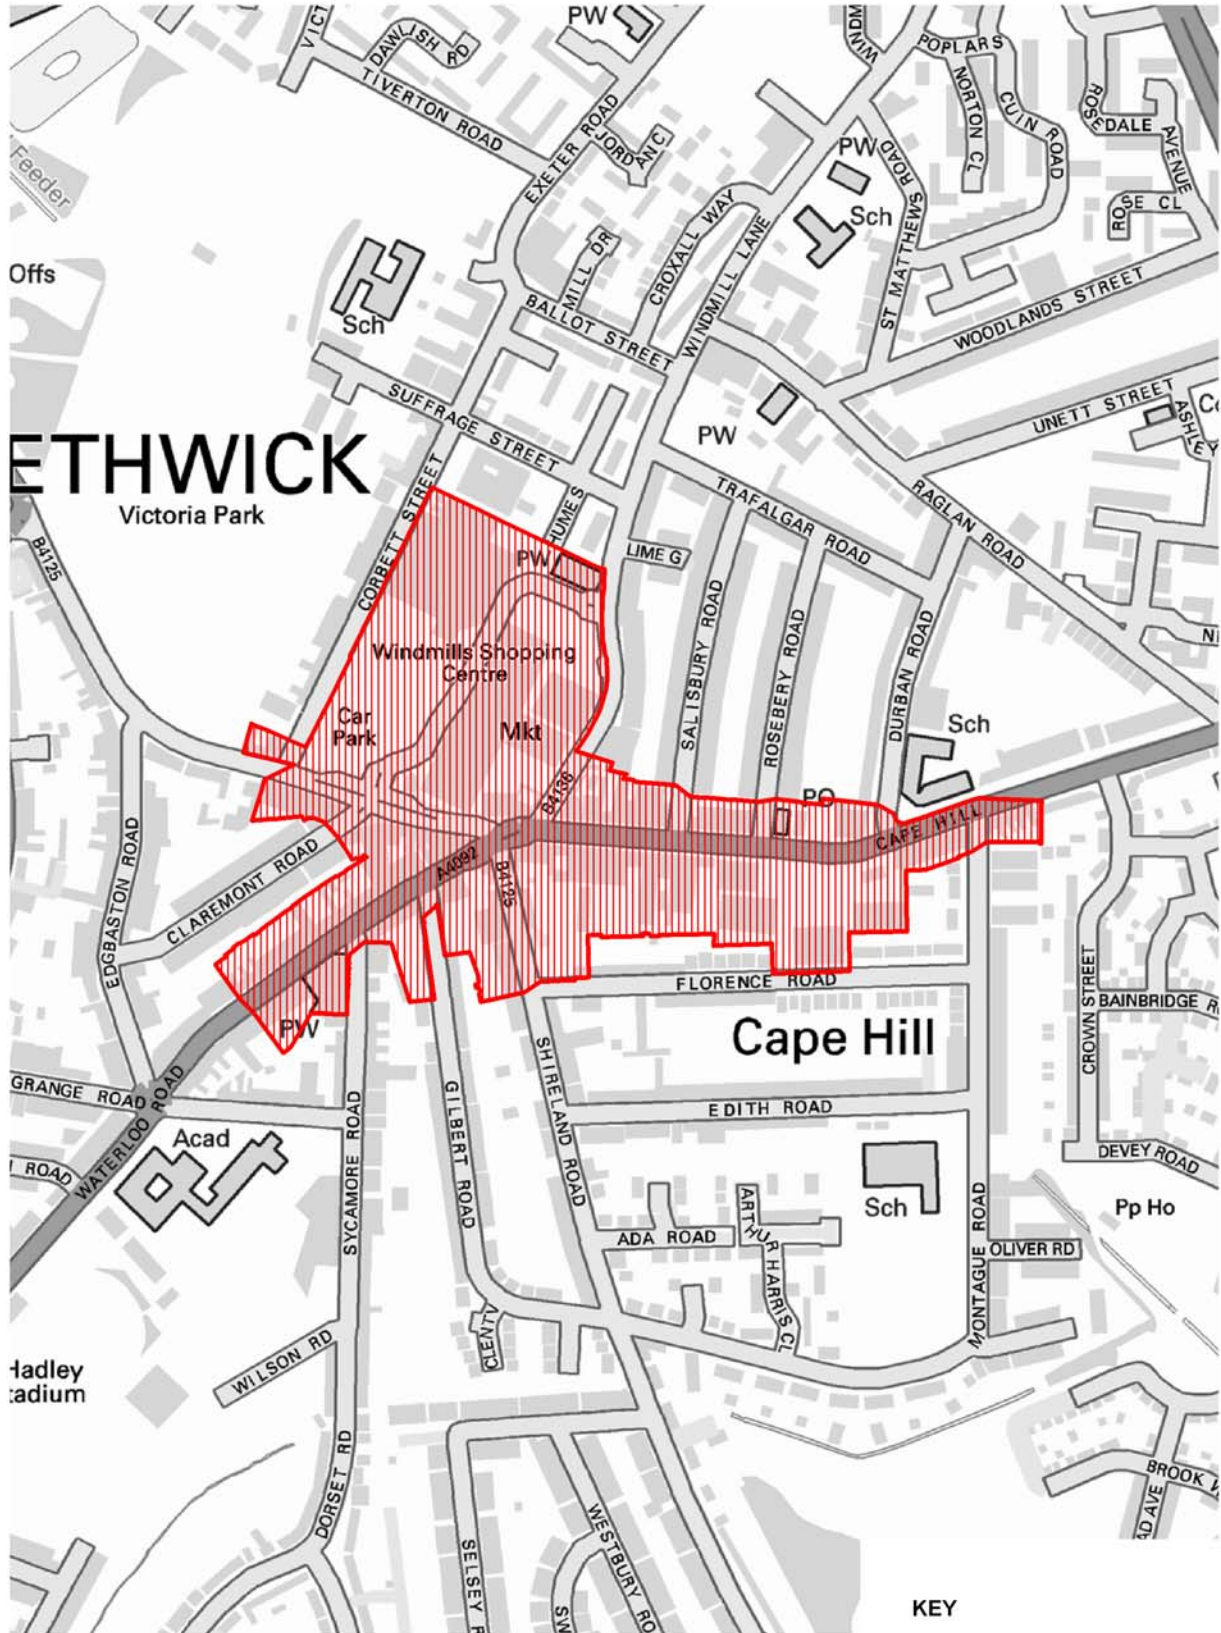 PW
DAWLISH RD
TIVERTON ROAD
EXETER ROAD
JORDAN C
POPLARS
NORTON CL
CUIN ROAD
ROSEDALE AVENUE
ROSE CL
PW
Sch
ST MATTHEWS ROAD
Feeder
Offs
Sch
MILL DR
CROXALL WAY
WINDMILL LANE
BALLOT STREET
WOODLANDS STREET
SUFFRAGE STREET
UNETT STREET
ASHLEY
PW
ETHWICK
Victoria Park
CORBETT STREET
HUMES
TRAFALGAR ROAD
RAGLAN ROAD
B4125
PW
LIME G
Windmills Shopping
Centre
SALISBURY ROAD
ROSEBERY ROAD
DURBAN ROAD
Car
Park
Mkt
Sch
B4136
PO
CAPE HILL
A4092
B4125
EDGBASTON ROAD
CLAREMONT ROAD
FLORENCE ROAD
CROWN STREET
BAINBRIDGE R
PW
Cape Hill
GRANGE ROAD
WATERLOO ROAD
SHIRELAND ROAD
GILBERT ROAD
EDITH ROAD
Acad
SYCAMORE ROAD
ROAD
DEVEY ROAD
Sch
Pp Ho
ARTHUR HARRIS CL
ADA ROAD
MONTAGUE ROAD
OLIVER RD
CLENT
WILSON RD
Hadley
tadium
DORSET RD
BROOK
AD AVE
SELSEY R
WESTBURY RO
SW
KEY